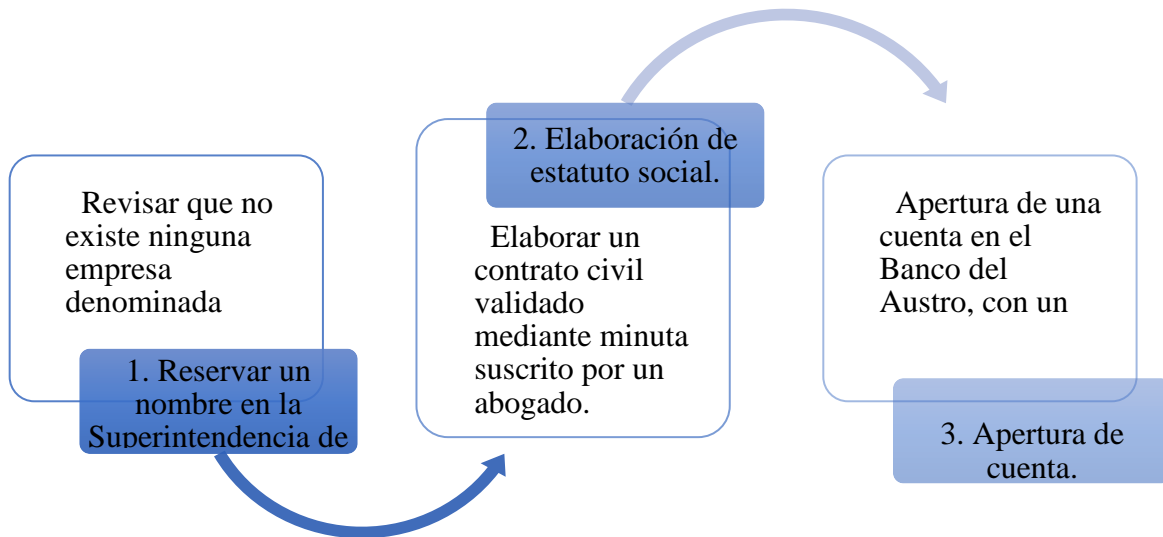 Revisar que no
existe ninguna
empresa
denominada
1. Reservar un
nombre en la
Superintendencia de
2. Elaboración de
estatuto social.
Elaborar un
contrato civil
validado
mediante minuta
suscrito por un
abogado.
Apertura de una
cuenta en el
Banco del
Austro, con un
3. Apertura de
cuenta.